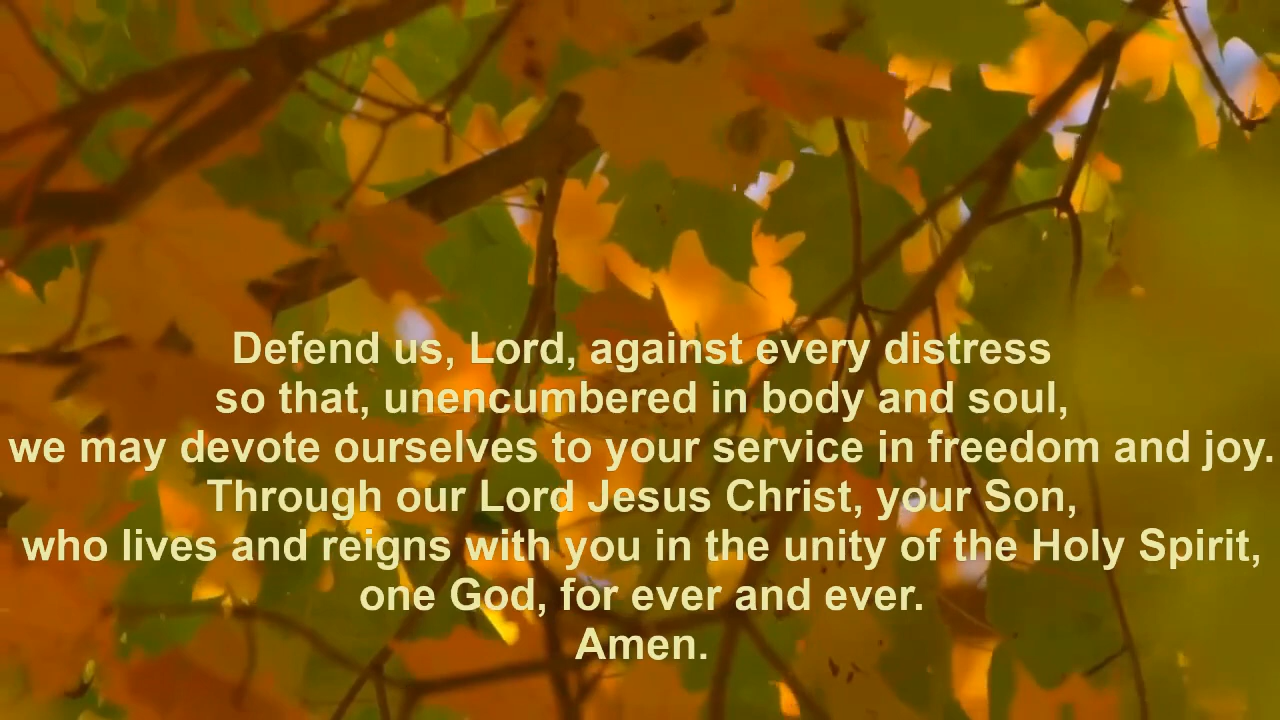 Defend us, Lord, against every distress
so that, unencumbered in body and soul,
we may devote ourselves to your service in freedom and joy.
Through our Lord Jesus Christ, your Son,
who lives and reigns with you in the unity of the Holy Spirit,
one God, for ever and ever.
Amen.